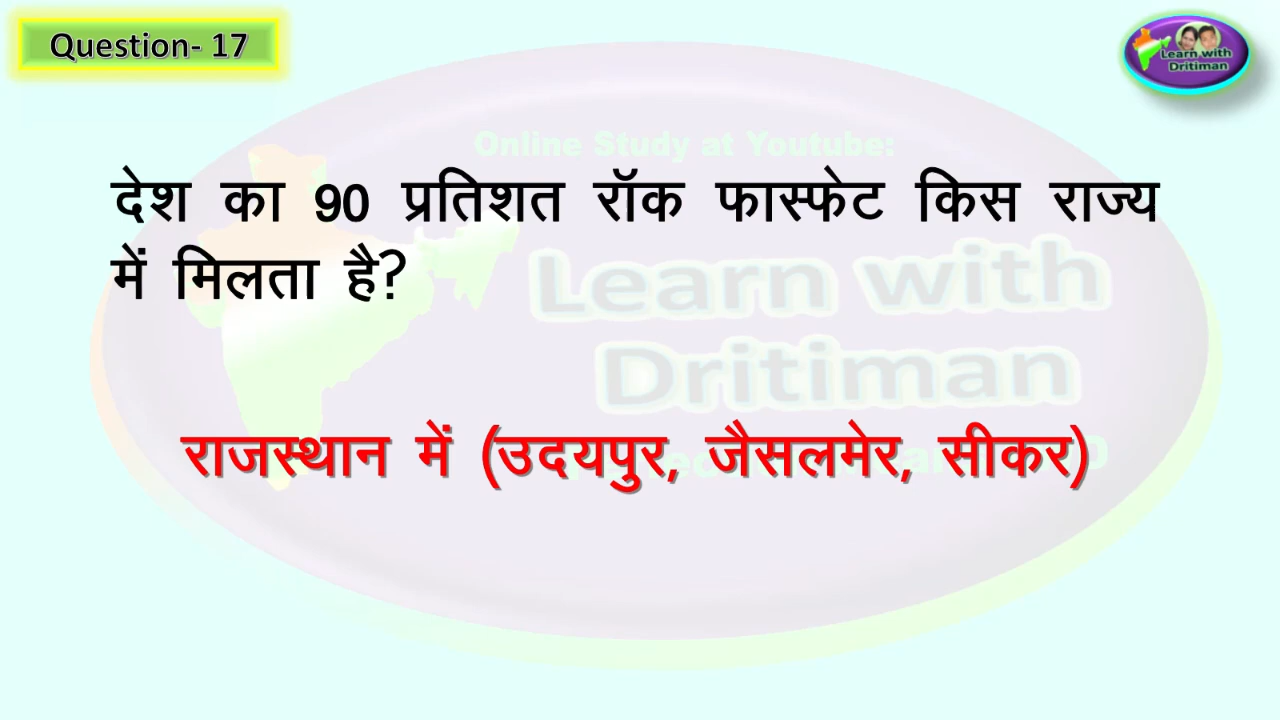 Question- 17
Learn with
Dritiman
Online Study at Youtube:
देश का 90 प्रतिशत रॉक फास्फेट किस राज्य
में मिलता है?
Learn with
Dritiman
राजस्थान में (उदयपुर, जैसलमेर, सीकर)